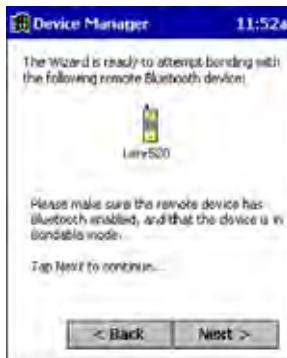 Device Manager 11:52a
The Wizard is ready to attempt bonding with
the following remote Bluetooth device:
Please make sure the remote device has
Bluetooth enabled, and that the device is in
bondable mode.
Tap Next to continue...
< Back Next >